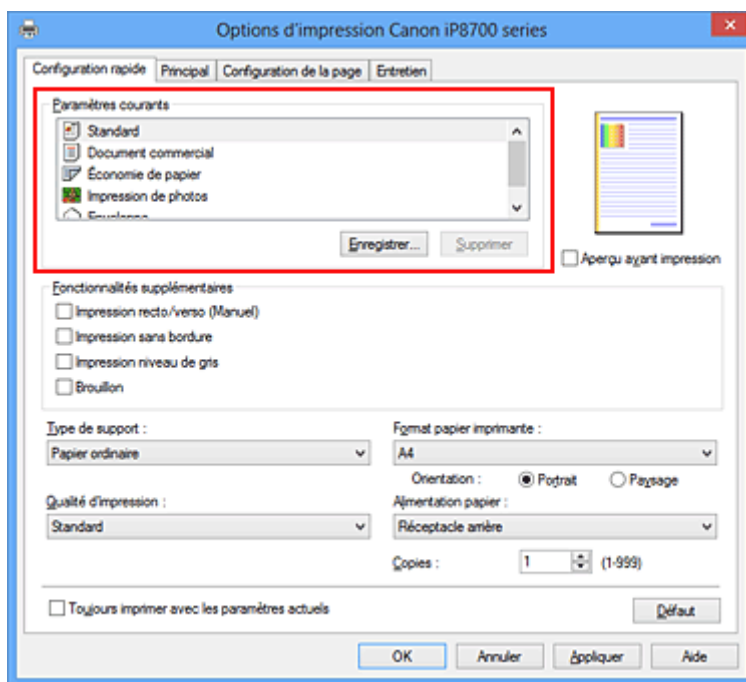 Options d'impression Canon iP8700 series
Configuration rapide Principal Configuration de la page Entretien
Paramètres courants
Standard
Document commercial
Économie de papier
Impression de photos
Enveloppe
Enregistrer... Supprimer
Aperçu avant impression
Fonctionnalités supplémentaires
Impression recto/verso (Manuel)
Impression sans bordure
Impression niveau de gris
Brouillon
Type de support : Format papier imprimante :
Papier ordinaire A4
Orientation : Portrait Paysage
Qualité d'impression : Alimentation papier :
Standard Réceptacle arrière
Copies : 1 (1-999)
Toujours imprimer avec les paramètres actuels Défaut
OK Annuler Appliquer Aide